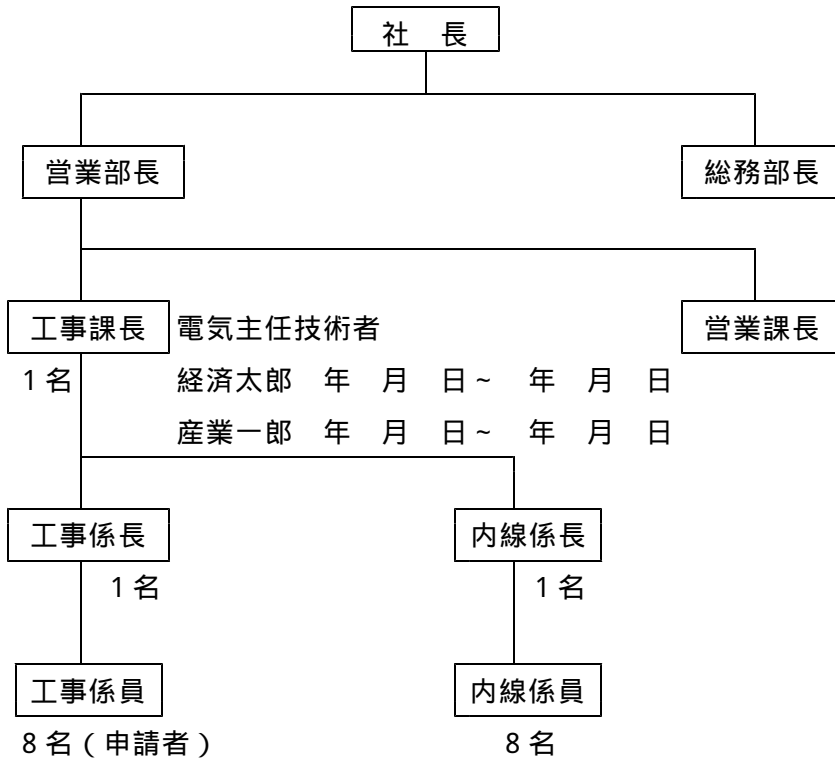 社 長
営業部長
総務部長
工事課長
電気主任技術者
営業課長
1名
経済太郎 年 月 日~ 年 月 日
産業一郎 年 月 日~ 年 月 日
工事係長
内線係長
1名
1名
工事係員
内線係員
8名(申請者)
8名